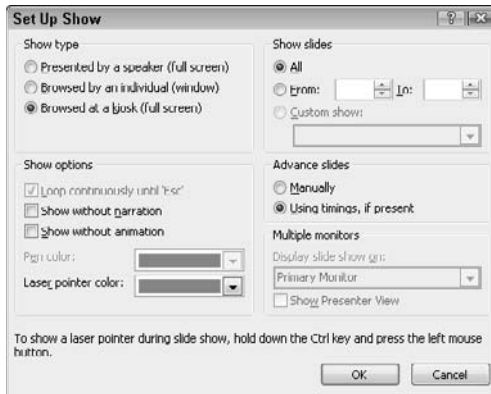 Set Up Show
Show type
Presented by a speaker (full screen)
Browsed by an individual (window)
Browsed at a kiosk (full screen)
Show slides
All
From: To:
Custom show:
Show options
Loop continuously until 'Esc'
Show without narration
Show without animation
Pen color:
Laser pointer color:
Advance slides
Manually
Using timings, if present
Multiple monitors
Display slide show on:
Primary Monitor
Show Presenter View
To show a laser pointer during slide show, hold down the Ctrl key and press the left mouse
button.
OK Cancel